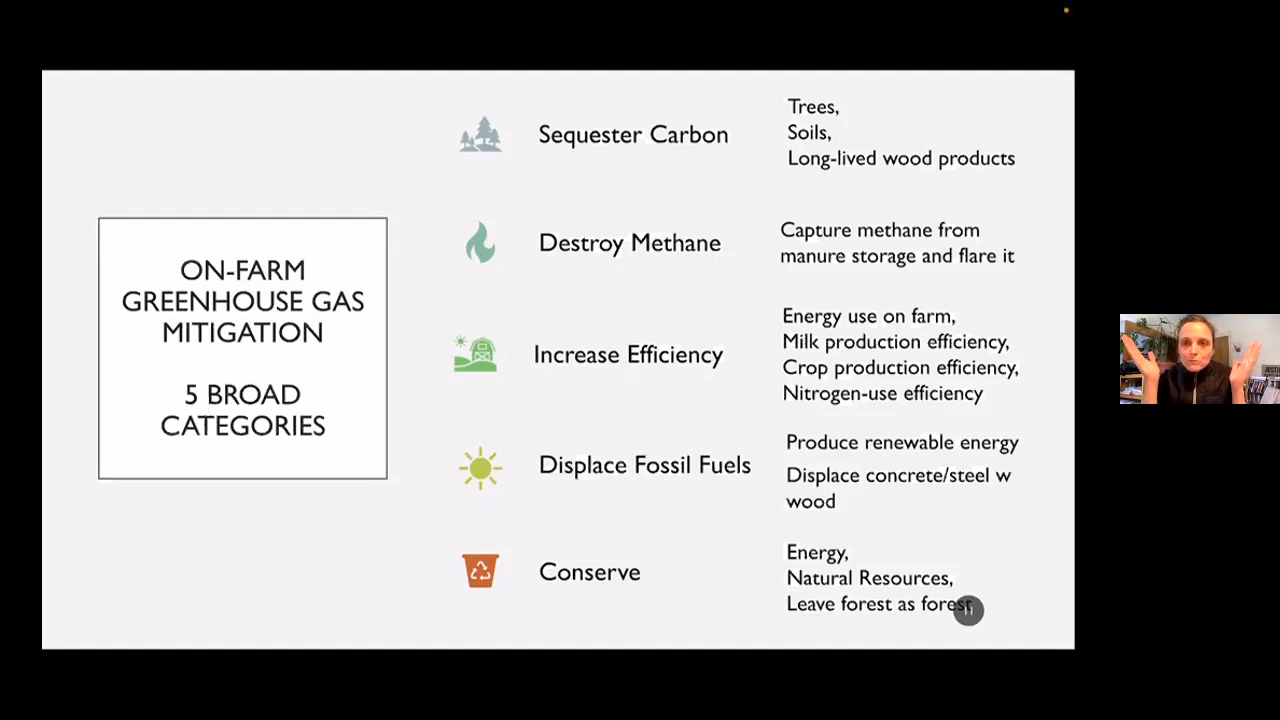 ON-FARM
GREENHOUSE GAS
MITIGATION
5 BROAD
CATEGORIES
Sequester Carbon
Trees,
Soils,
Long-lived wood products
Destroy Methane
Capture methane from
manure storage and flare it
Increase Efficiency
Energy use on farm,
Milk production efficiency,
Crop production efficiency,
Nitrogen-use efficiency
Displace Fossil Fuels
Produce renewable energy
Displace concrete/steel w
wood
Conserve
Energy,
Natural Resources,
Leave forest as forest
11